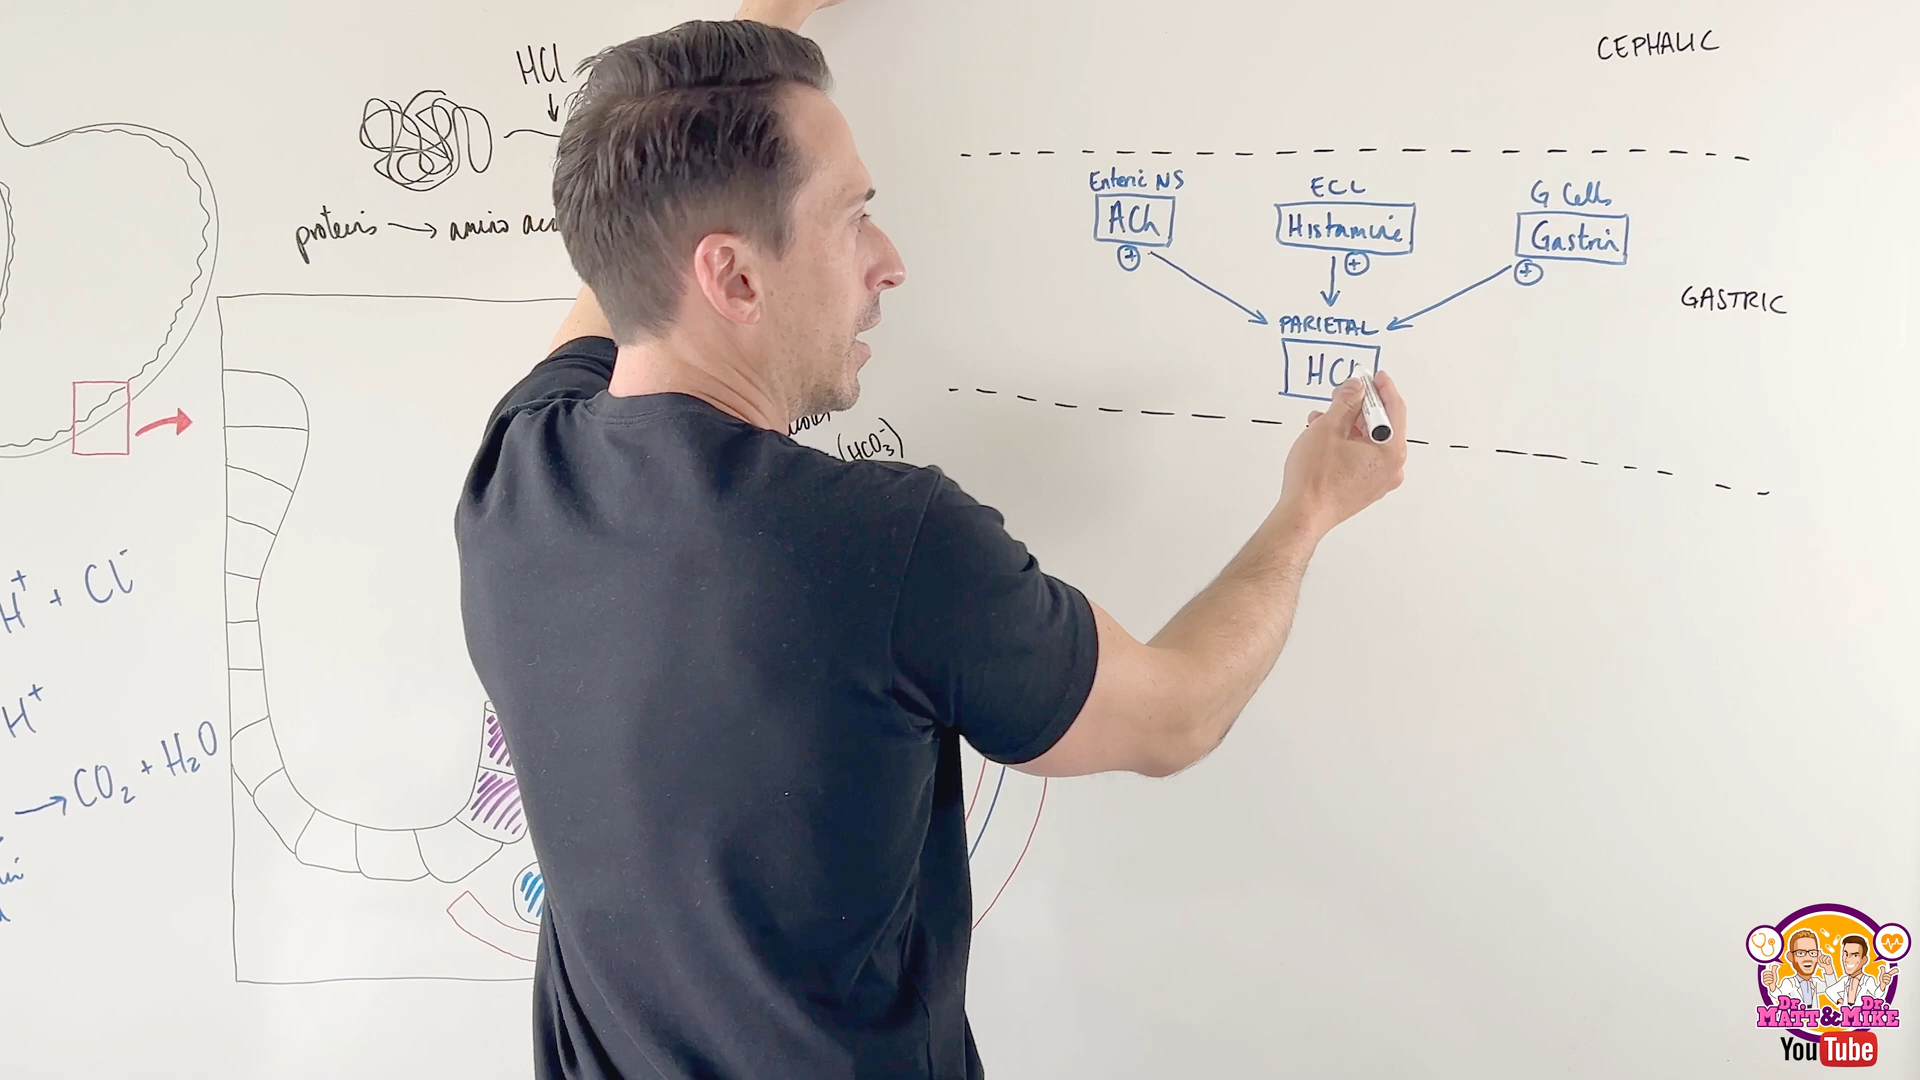 CEPHALIC
HCl
proteins → amino
Enteric NS
ACh
+
ECL
Histamine
+
G Cells
Gastrin
+
GASTRIC
PARIETAL
HCl
(HCO₃⁻)
H⁺ + Cl⁻
H⁺
→ CO₂ + H₂O
Dr. Dr.
MATT & MIKE
YouTube